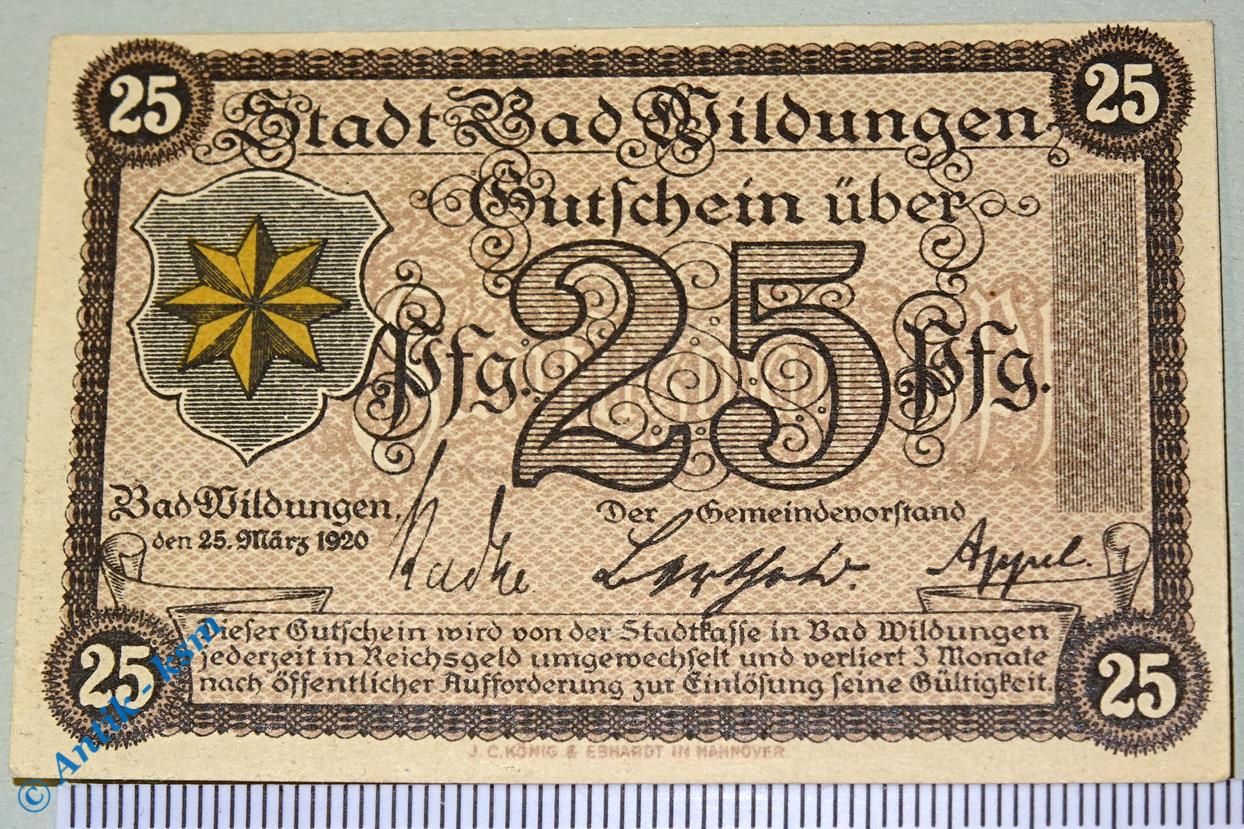 25
25
Stadt Bad Wildungen
Gutschein über
Pfg. 25 Pfg.
Bad Wildungen,
den 25. März 1920
Der Gemeindevorstand
Appel.
Dieser Gutschein wird von der Stadtkasse in Bad Wildungen
jederzeit in Reichsgeld umgewechselt und verliert 3 Monate
nach öffentlicher Aufforderung zur Einlösung seine Gültigkeit.
25
25
J. C. KÖNIG & EBHARDT IN HANNOVER
© Antik-ksm